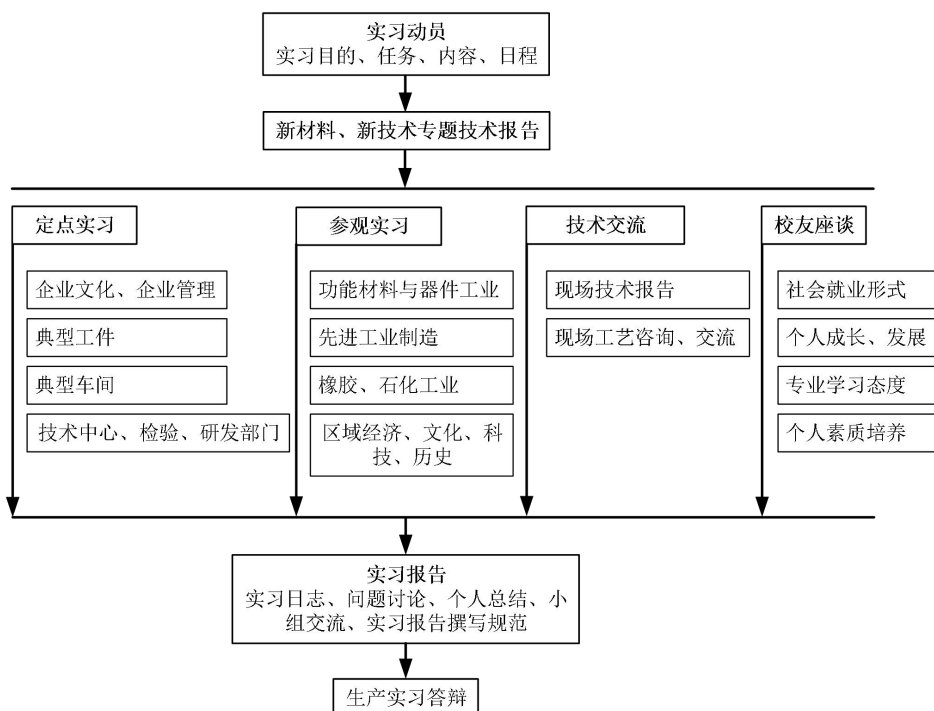 实习动员
实习目的、任务、内容、日程
新材料、新技术专题技术报告
定点实习
企业文化、企业管理
典型工件
典型车间
技术中心、检验、研发部门
参观实习
功能材料与器件工业
先进工业制造
橡胶、石化工业
区域经济、文化、科
技、历史
技术交流
现场技术报告
现场工艺咨询、交流
校友座谈
社会就业形式
个人成长、发展
专业学习态度
个人素质培养
实习报告
实习日志、问题讨论、个人总结、小
组交流、实习报告撰写规范
生产实习答辩